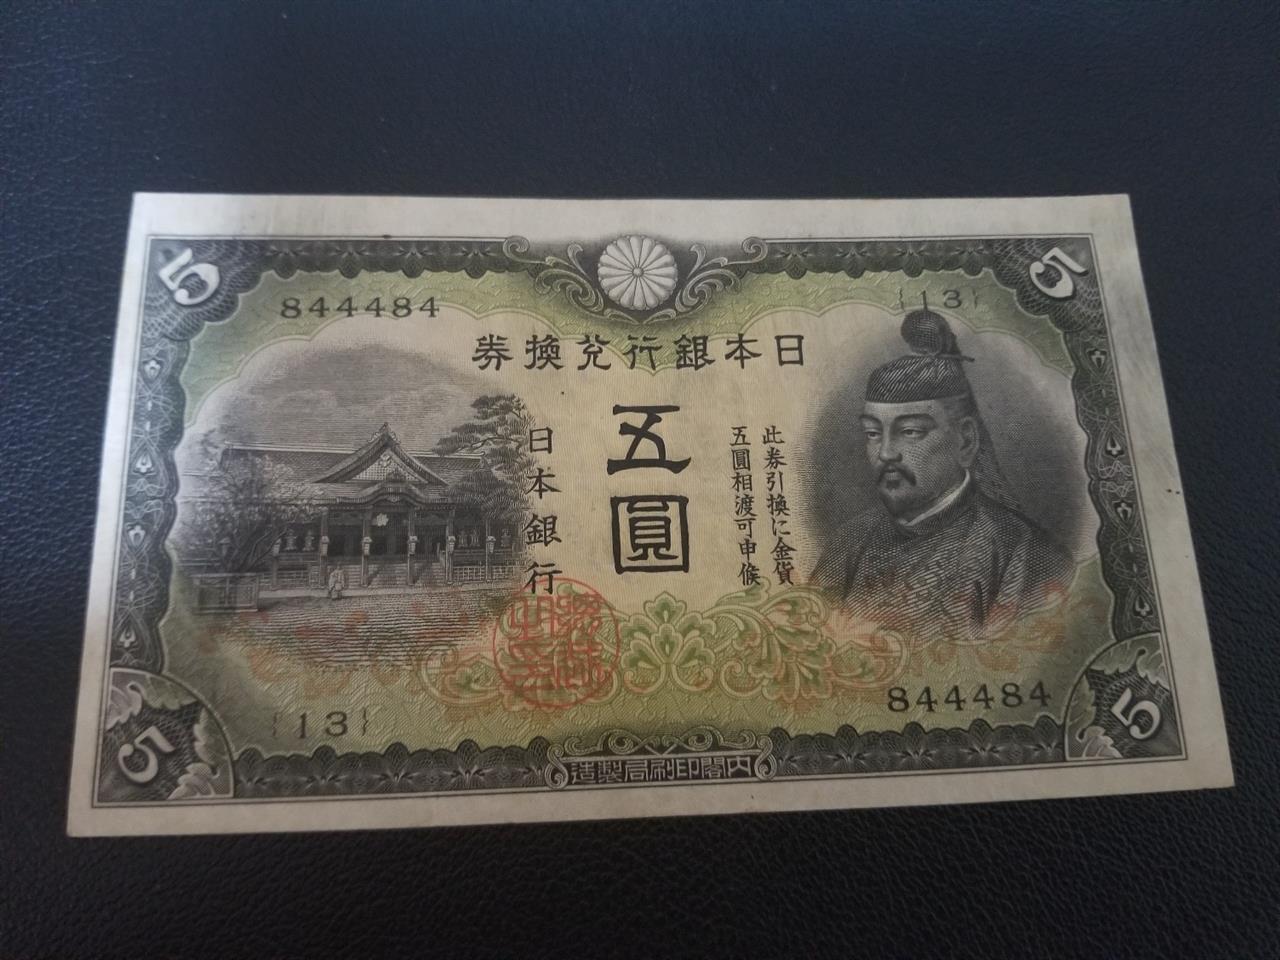 5
5
844484
{13}
日本銀行兌換券
五圓
日本銀行
此券引換に金貨
五圓相渡可申候
844484
{13}
5
5
内閣印刷局製造